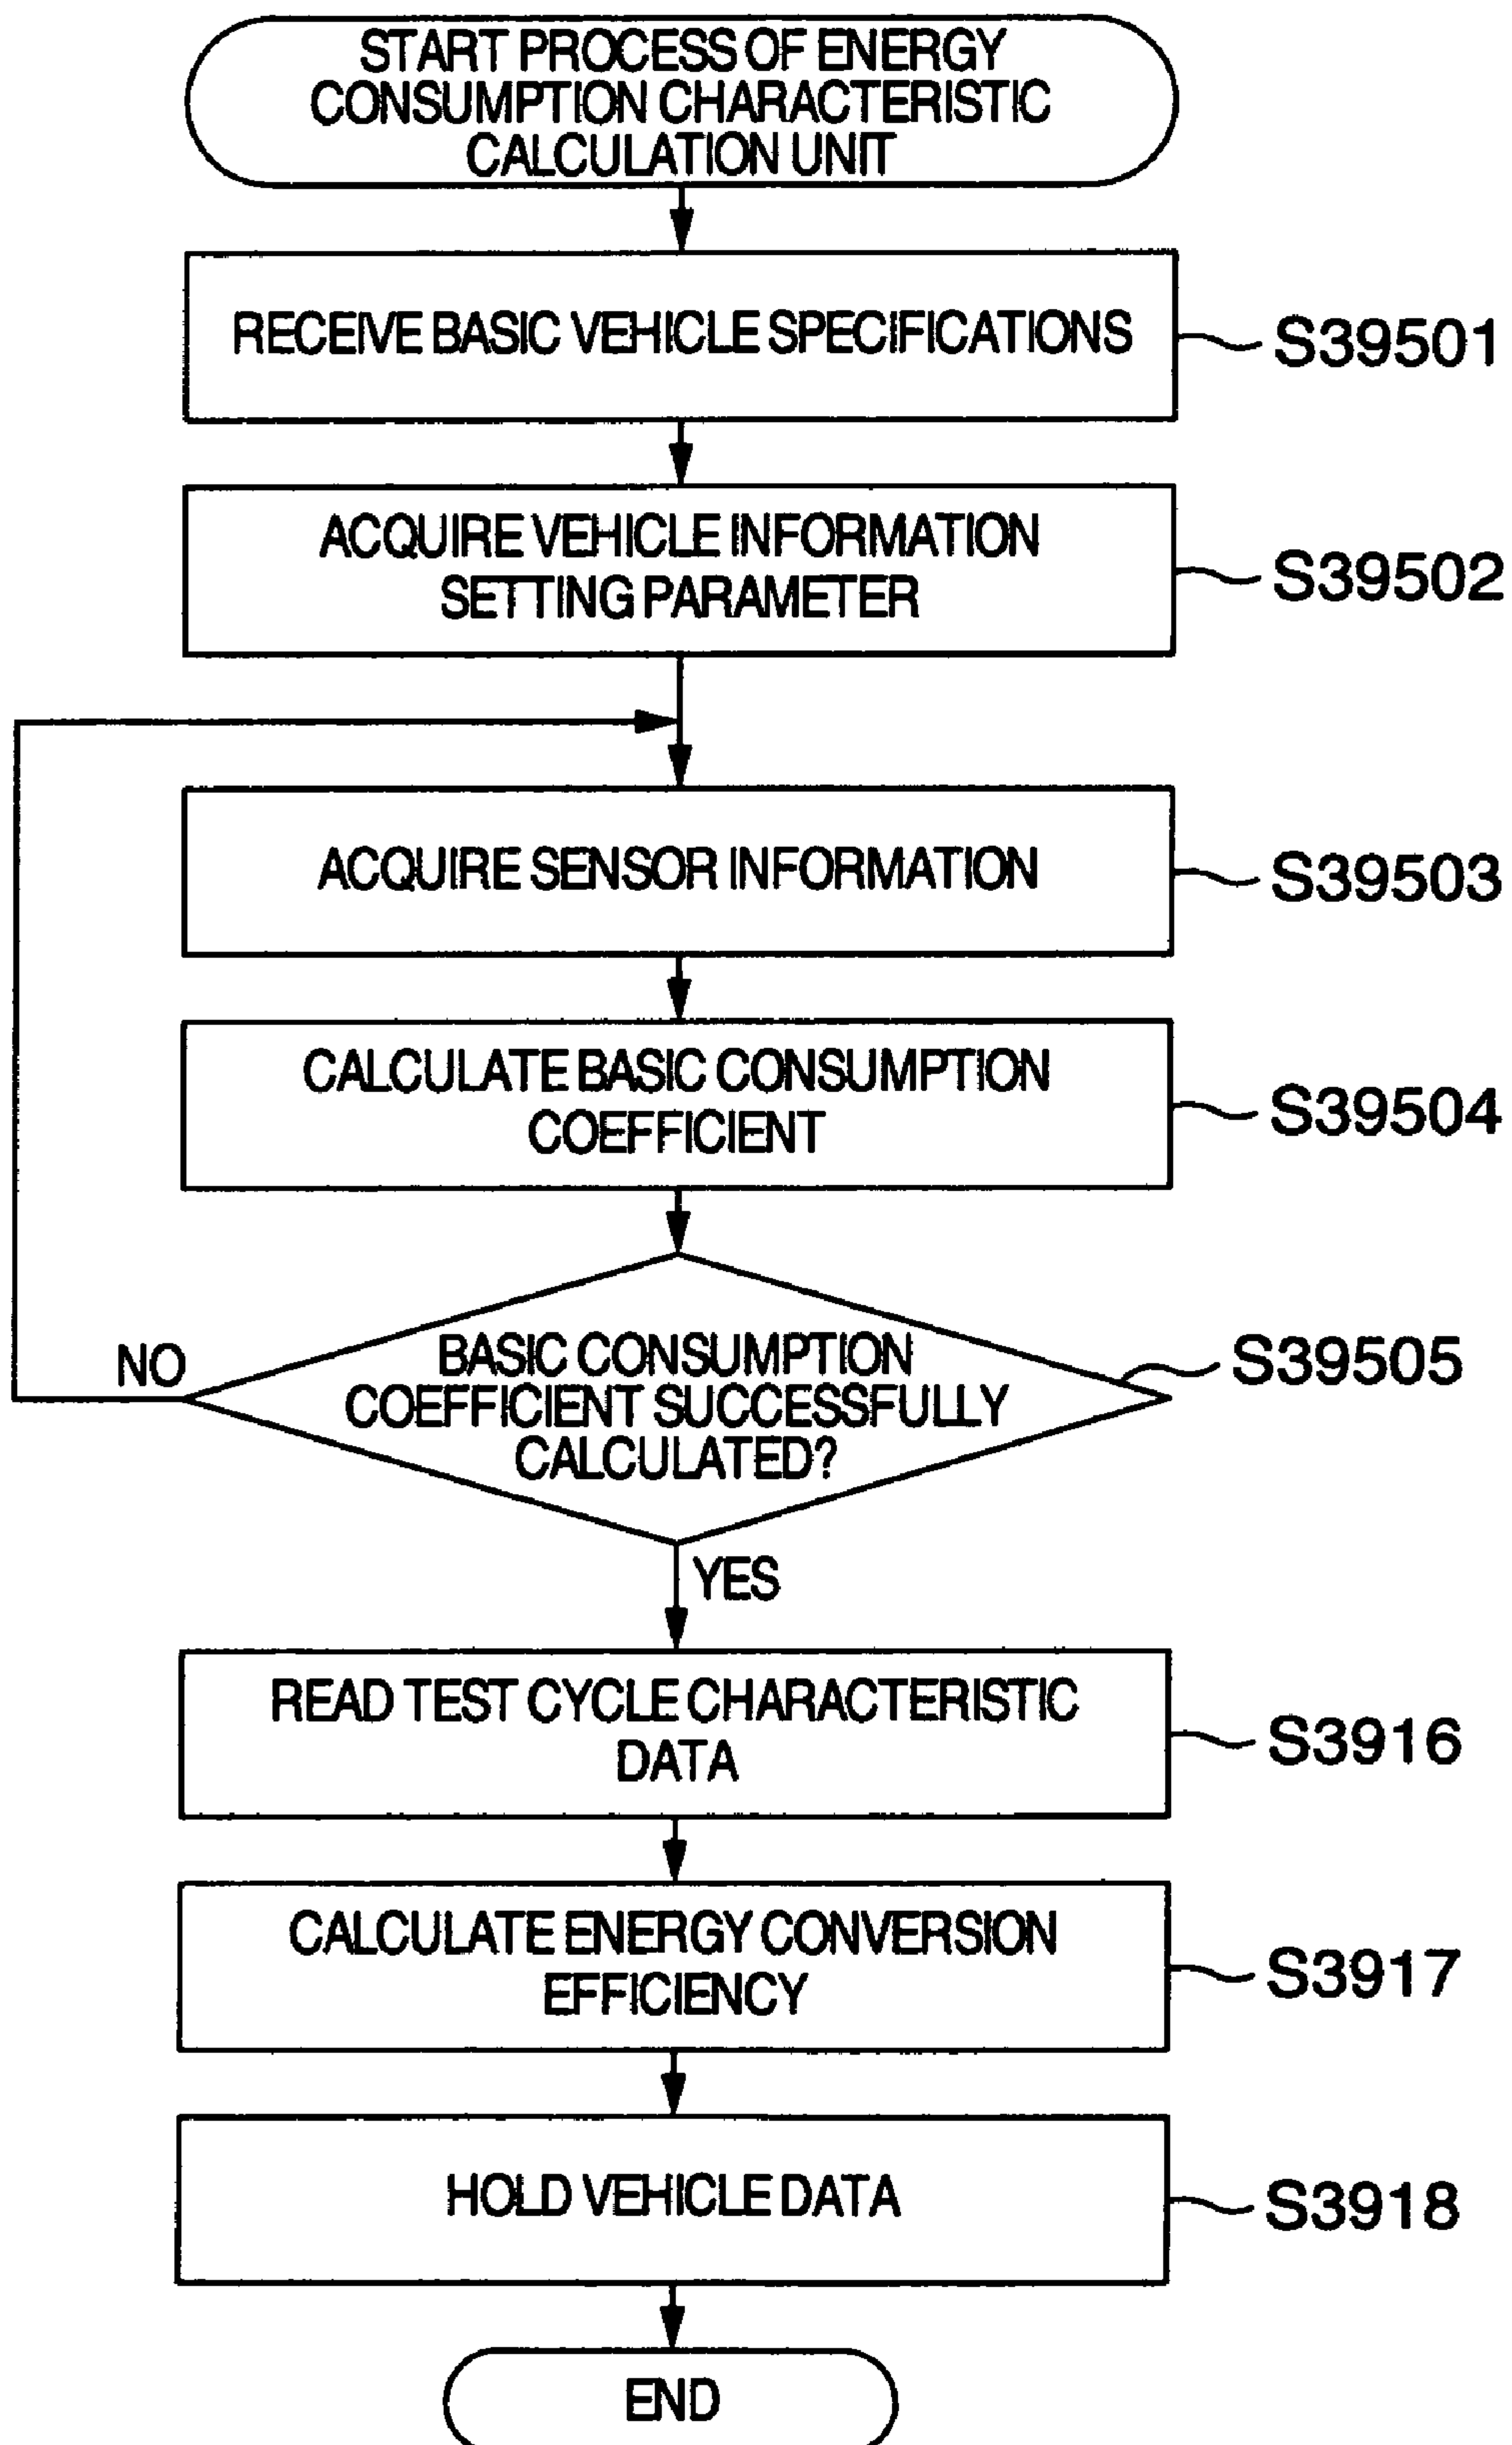 START PROCESS OF ENERGY
CONSUMPTION CHARACTERISTIC
CALCULATION UNIT
RECEIVE BASIC VEHICLE SPECIFICATIONS
S39501
ACQUIRE VEHICLE INFORMATION
SETTING PARAMETER
S39502
ACQUIRE SENSOR INFORMATION
S39503
CALCULATE BASIC CONSUMPTION
COEFFICIENT
S39504
BASIC CONSUMPTION
COEFFICIENT SUCCESSFULLY
CALCULATED?
S39505
NO
YES
READ TEST CYCLE CHARACTERISTIC
DATA
S3916
CALCULATE ENERGY CONVERSION
EFFICIENCY
S3917
HOLD VEHICLE DATA
S3918
END